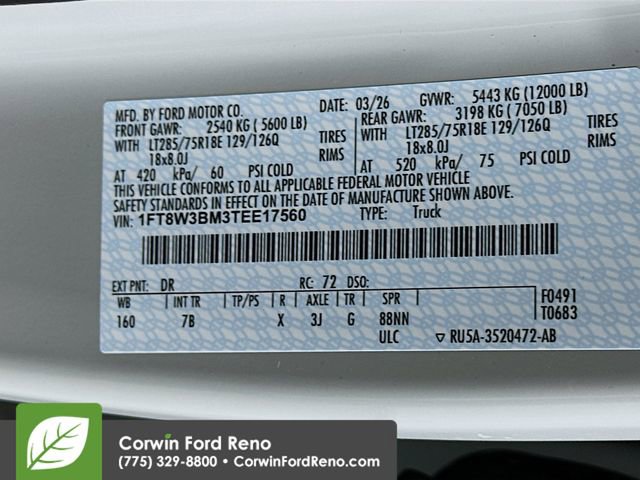 MFD. BY FORD MOTOR CO. DATE: 03/26 GVWR: 5443 KG (12000 LB)
FRONT GAWR: 2540 KG ( 5600 LB) REAR GAWR: 3198 KG ( 7050 LB)
WITH LT285/75R18E 129/126Q TIRES WITH LT285/75R18E 129/126Q TIRES
18x8.0J RIMS 18x8.0J RIMS
AT 420 kPa/ 60 PSI COLD AT 520 kPa/ 75 PSI COLD
THIS VEHICLE CONFORMS TO ALL APPLICABLE FEDERAL MOTOR VEHICLE
SAFETY STANDARDS IN EFFECT ON THE DATE OF MANUFACTURE SHOWN ABOVE.
VIN: 1FT8W3BM3TEE17560 TYPE: Truck
EXT PNT: DR RC: 72 DSO:
WB INT TR TP/PS R AXLE TR SPR F0491
160 7B X 3J G 88NN T0683
ULC ▽ RU5A-3520472-AB
Corwin Ford Reno
(775) 329-8800 • CorwinFordReno.com